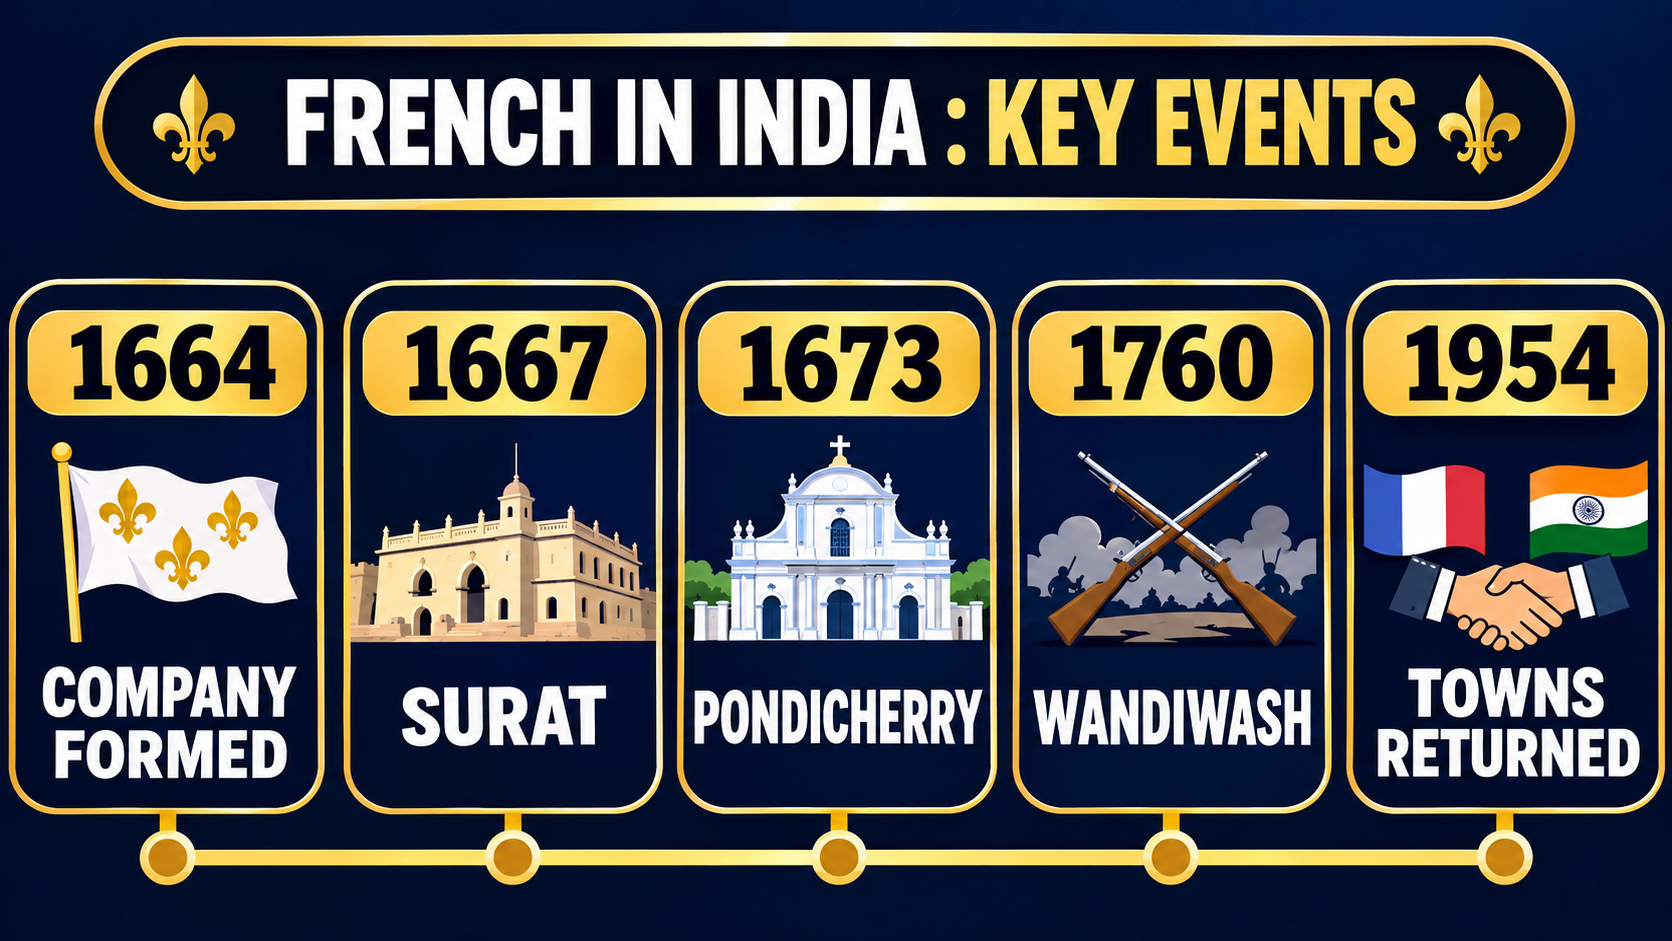 FRENCH IN INDIA : KEY EVENTS
1664
COMPANY
FORMED
1667
SURAT
1673
PONDICHERRY
1760
WANDIWASH
1954
TOWNS
RETURNED